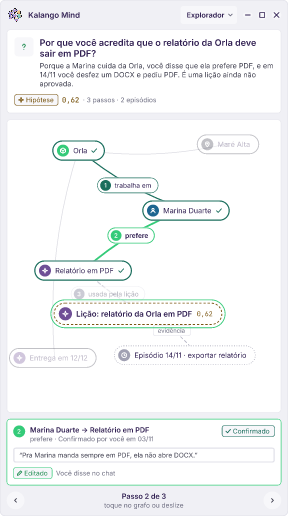 Kalango Mind
Explorador
?
Por que você acredita que o relatório da Orla deve
sair em PDF?
Porque a Marina cuida da Orla, você disse que ela prefere PDF, e em
14/11 você desfez um DOCX e pediu PDF. É uma lição ainda não
aprovada.
Hipótese 0,62 · 3 passos · 2 episódios
Maré Alta
Orla
1 trabalha em
Marina Duarte
2 prefere
Relatório em PDF
3 usada pela lição
Lição: relatório da Orla em PDF 0,62
evidência
Entrega em 12/12
Episódio 14/11 · exportar relatório
2 Marina Duarte → Relatório em PDF
Confirmado
prefere · Confirmado por você em 03/11
"Pra Marina manda sempre em PDF, ela não abre DOCX."
Editado Você disse no chat
Passo 2 de 3
toque no grafo ou deslize